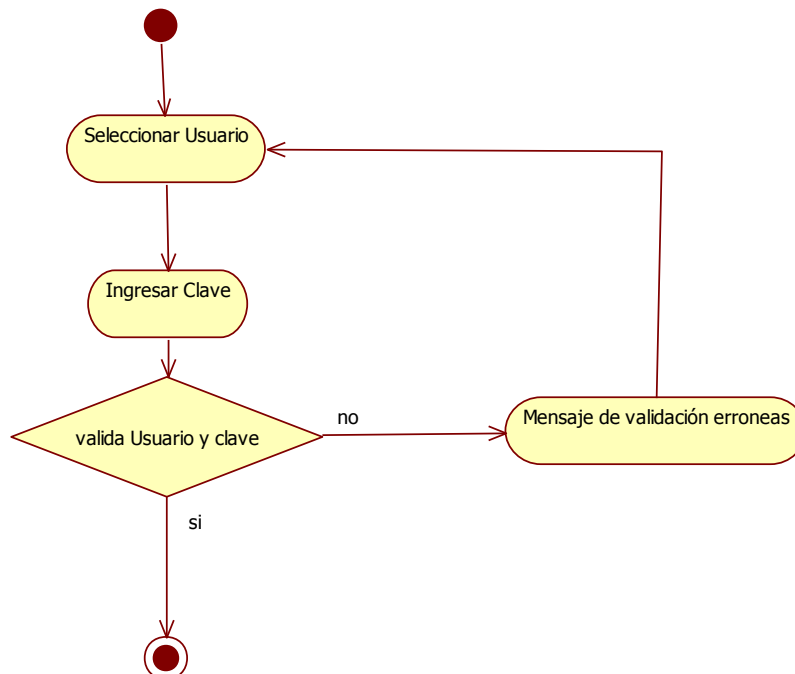 Seleccionar Usuario
Ingresar Clave
valida Usuario y clave
no
Mensaje de validación erroneas
si